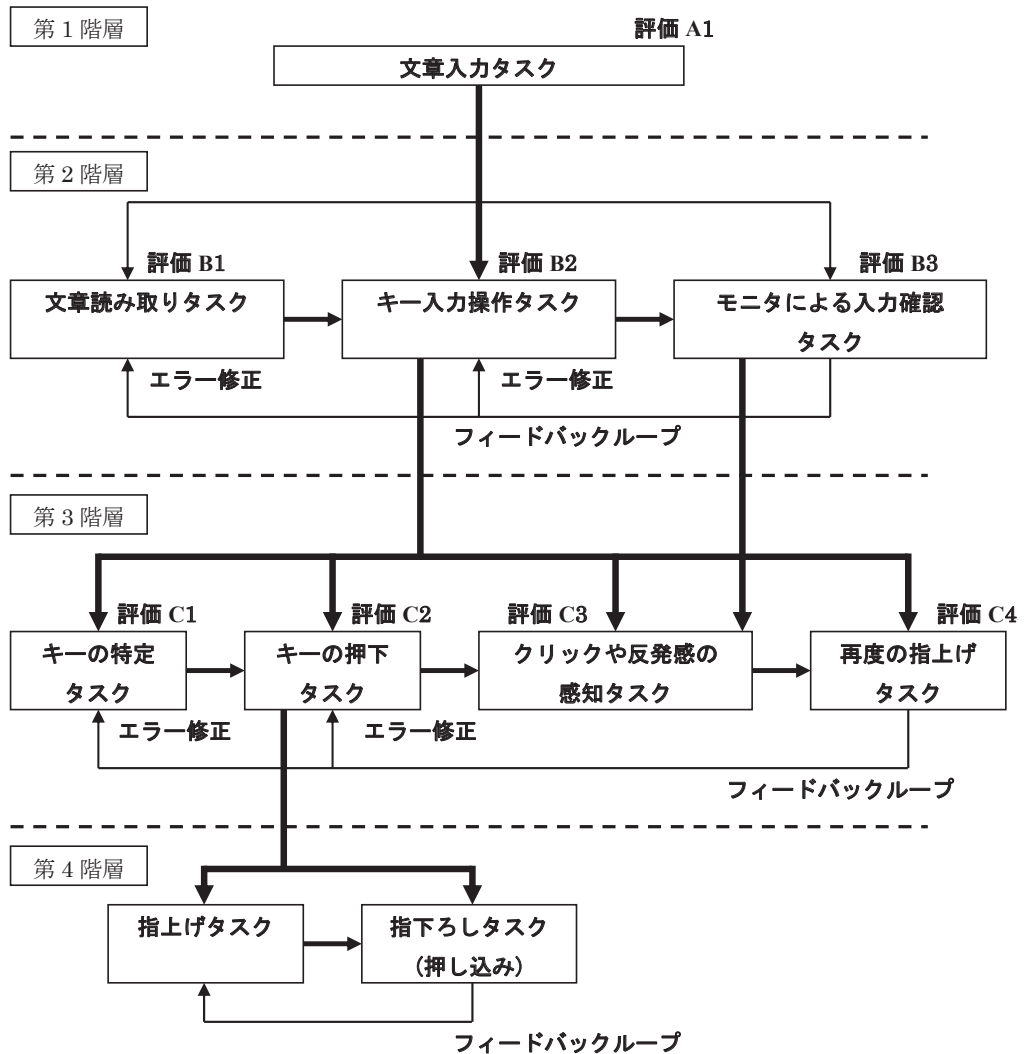 第 1 階層
評価 A1
文章入力タスク
第 2 階層
評価 B1
評価 B2
評価 B3
文章読み取りタスク
キー入力操作タスク
モニタによる入力確認
タスク
エラー修正
エラー修正
フィードバックループ
第 3 階層
評価 C1
評価 C2
評価 C3
評価 C4
キーの特定
タスク
キーの押下
タスク
クリックや反発感の
感知タスク
再度の指上げ
タスク
エラー修正
エラー修正
フィードバックループ
第 4 階層
指上げタスク
指下ろしタスク
(押し込み)
フィードバックループ